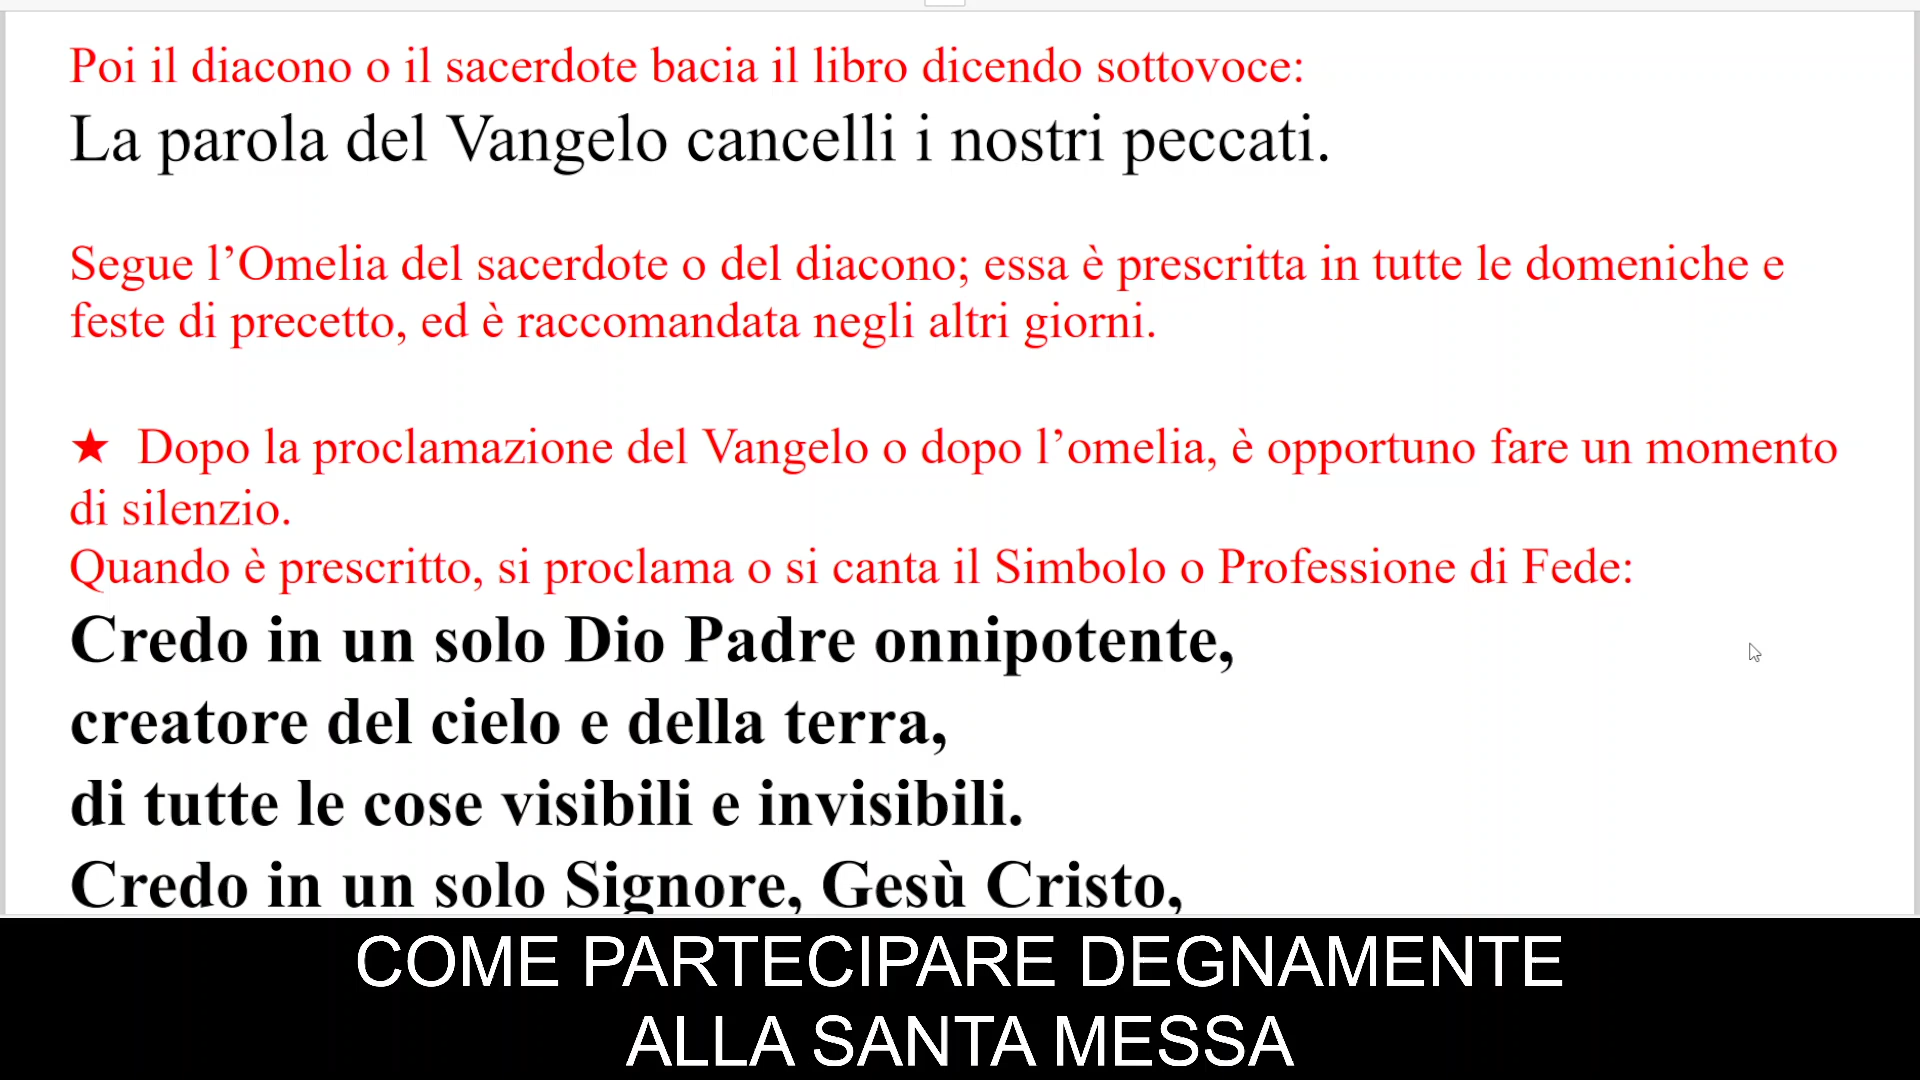 Poi il diacono o il sacerdote bacia il libro dicendo sottovoce:
La parola del Vangelo cancelli i nostri peccati.
Segue l’Omelia del sacerdote o del diacono; essa è prescritta in tutte le domeniche e
feste di precetto, ed è raccomandata negli altri giorni.
★ Dopo la proclamazione del Vangelo o dopo l’omelia, è opportuno fare un momento
di silenzio.
Quando è prescritto, si proclama o si canta il Simbolo o Professione di Fede:
Credo in un solo Dio Padre onnipotente,
creatore del cielo e della terra,
di tutte le cose visibili e invisibili.
Credo in un solo Signore, Gesù Cristo,
COME PARTECIPARE DEGNAMENTE
ALLA SANTA MESSA